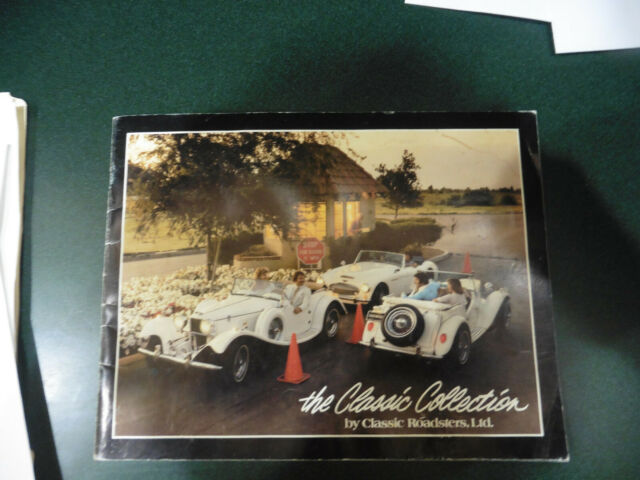 the Classic Collection
by Classic Roadsters, Ltd.